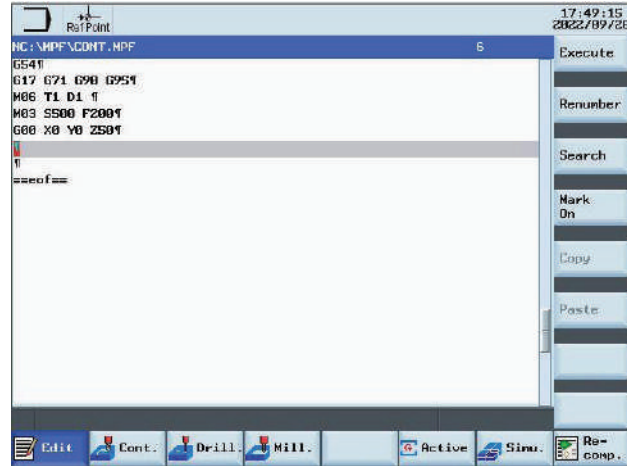 Ref Point
17:49:15
2022/09/28
NC:\MPF\CONT.MPF 6
G54¶
G17 G71 G90 G95¶
M06 T1 D1 ¶
M03 S500 F200¶
G00 X0 Y0 Z50¶
¶
¶
==eof==
Execute
Renumber
Search
Mark
On
Copy
Paste
Edit Cont. Drill. Mill. Active Simu. Re-
comp.